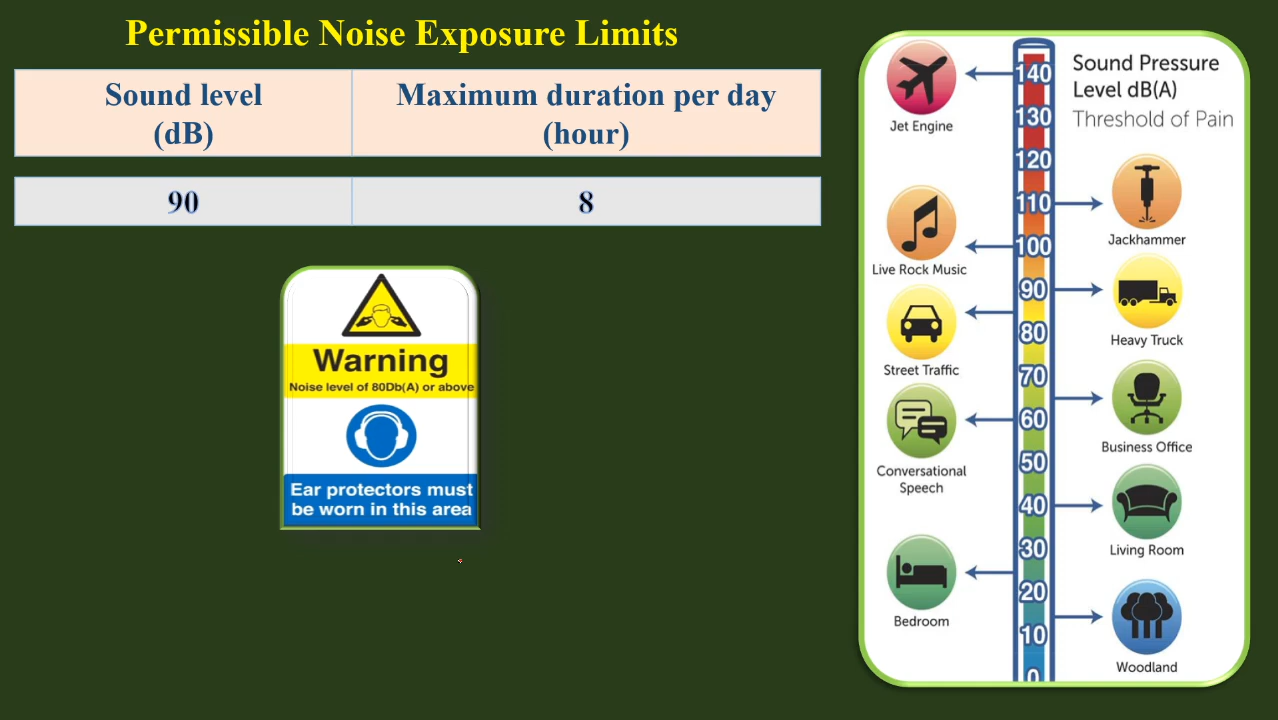 Permissible Noise Exposure Limits
Sound level
(dB)
Maximum duration per day
(hour)
90
8
Warning
Noise level of 80Db(A) or above
Ear protectors must
be worn in this area
Sound Pressure
Level dB(A)
Threshold of Pain
140
130
120
110
100
90
80
70
60
50
40
30
20
10
0
Jet Engine
Jackhammer
Live Rock Music
Heavy Truck
Street Traffic
Business Office
Conversational
Speech
Living Room
Bedroom
Woodland